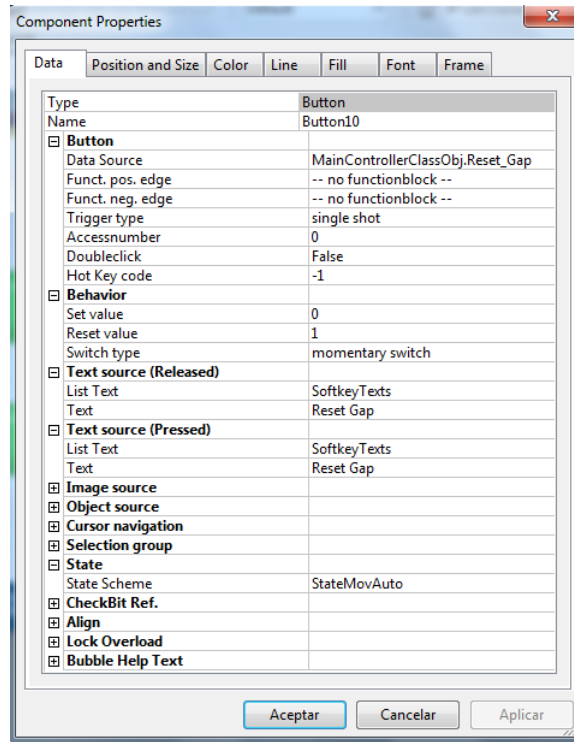 Component Properties
Data Position and Size Color Line Fill Font Frame
Type Button
Name Button10
Button
Data Source MainControllerClassObj.Reset_Gap
Funct. pos. edge -- no functionblock --
Funct. neg. edge -- no functionblock --
Trigger type single shot
Accessnumber 0
Doubleclick False
Hot Key code -1
Behavior
Set value 0
Reset value 1
Switch type momentary switch
Text source (Released)
List Text SoftkeyTexts
Text Reset Gap
Text source (Pressed)
List Text SoftkeyTexts
Text Reset Gap
Image source
Object source
Cursor navigation
Selection group
State
State Scheme StateMovAuto
CheckBit Ref.
Align
Lock Overload
Bubble Help Text
Aceptar Cancelar Aplicar